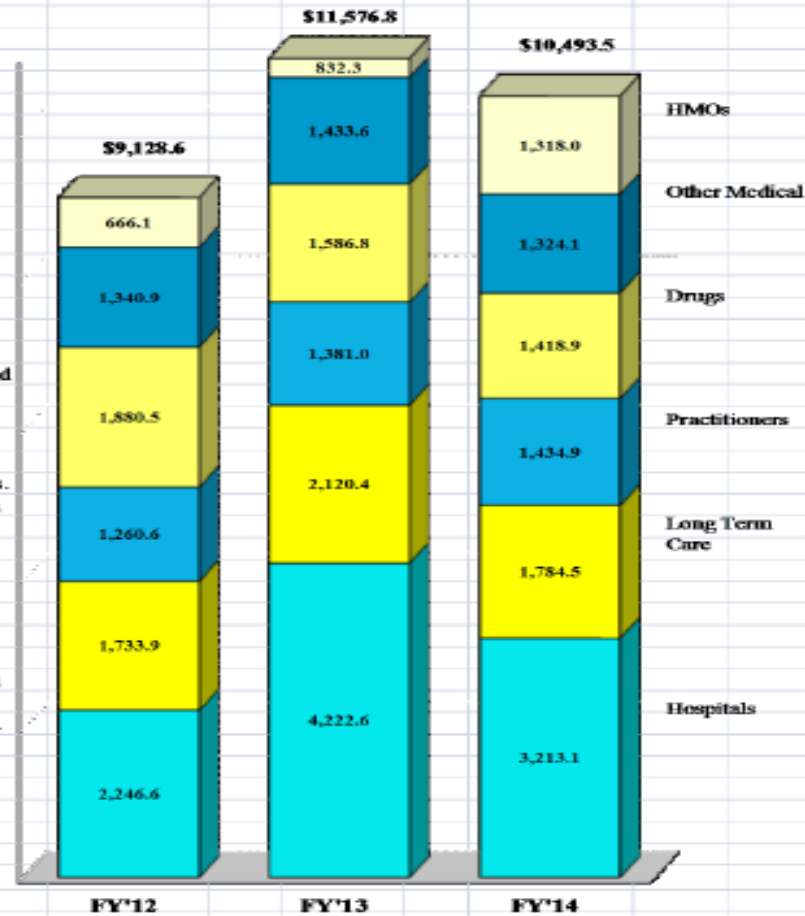 $11,576.8
$10,493.5
$9,128.6
832.3
HMOs
1,433.6
1,318.0
Other Medical
666.1
1,586.8
1,324.1
Drugs
1,340.9
1,381.0
1,418.9
d
1,880.5
Practitioners
1,434.9
2,120.4
s.
1,260.6
Long Term
Care
1,784.5
1,733.9
4,222.6
Hospitals
3,213.1
2,246.6
FY'12
FY'13
FY'14